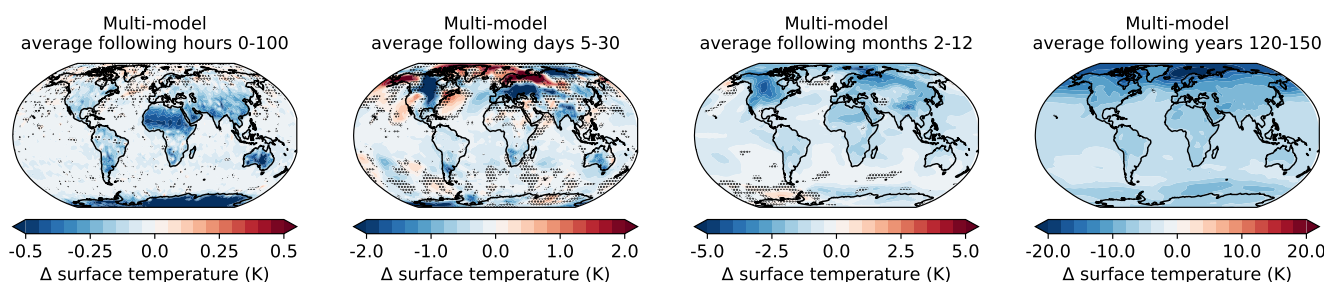 Multi-model
average following hours 0-100
-0.5 -0.25 0.0 0.25 0.5
Δ surface temperature (K)
Multi-model
average following days 5-30
-2.0 -1.0 0.0 1.0 2.0
Δ surface temperature (K)
Multi-model
average following months 2-12
-5.0 -2.5 0.0 2.5 5.0
Δ surface temperature (K)
Multi-model
average following years 120-150
-20.0 -10.0 0.0 10.0 20.0
Δ surface temperature (K)